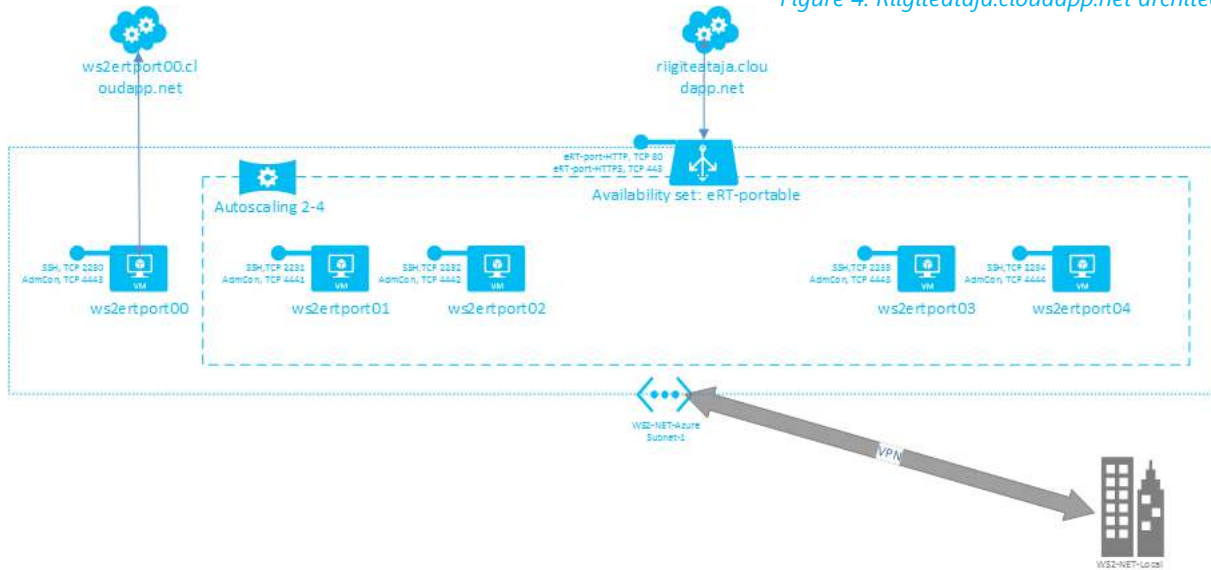 Figure 4. Riigiteataja.cloudapp.net archite
ws2ertport00.cl
oudapp.net
riigiteataja.clou
dapp.net
eRT-port-HTTP, TCP 80
eRT-port-HTTPS, TCP 443
Availability set: eRT-portable
Autoscaling 2-4
SSH, TCP 2230
AdmCon, TCP 4443
VM
ws2ertport00
SSH,TCP 2231
AdmCon, TCP 4441
VM
ws2ertport01
SSH,TCP 2232
AdmCon, TCP 4442
VM
ws2ertport02
SSH,TCP 2233
AdmCon, TCP 4443
VM
ws2ertport03
SSH,TCP 2234
AdmCon, TCP 4444
VM
ws2ertport04
WS2-NET-Azure
Subnet-1
VPN
WS2-NET-Local